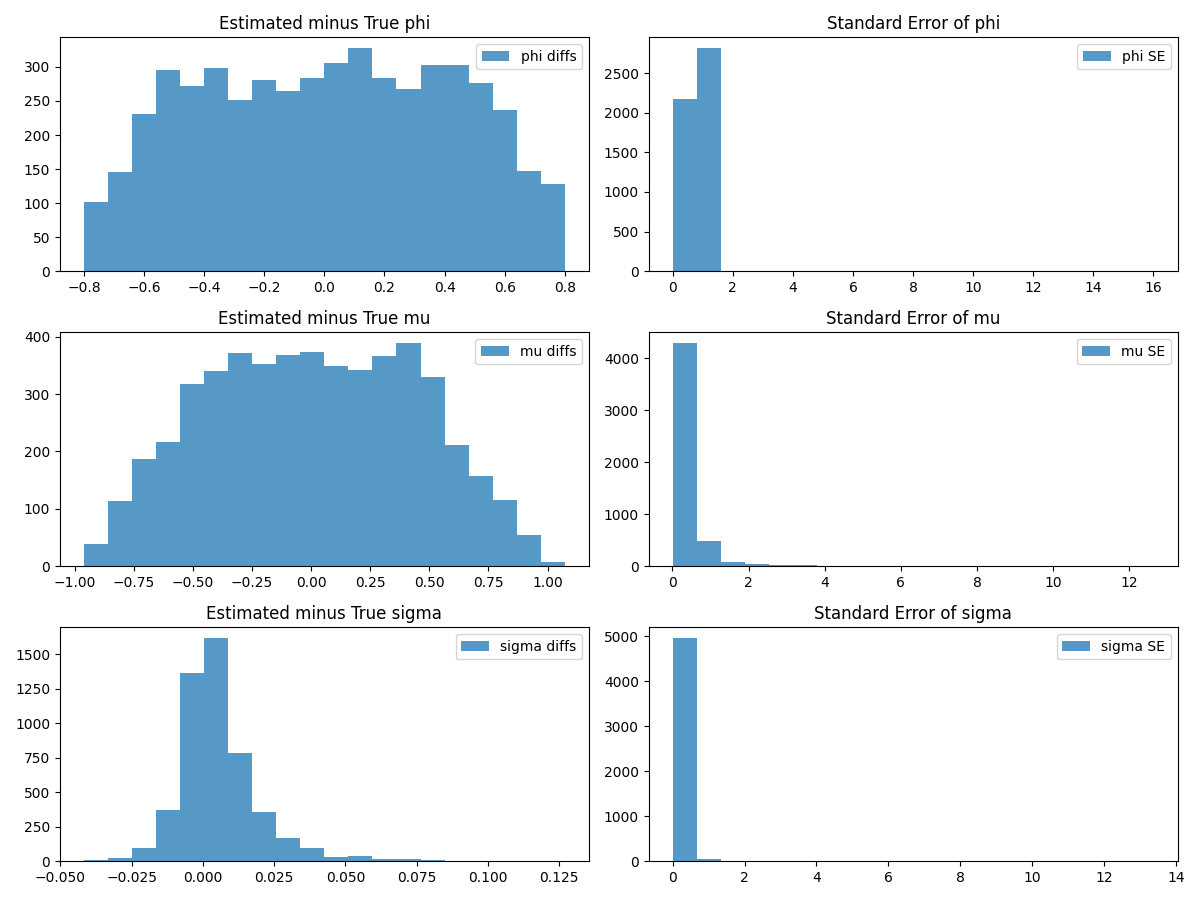 Estimated minus True phi
phi diffs
300
250
200
150
100
50
0
−0.8 −0.6 −0.4 −0.2 0.0 0.2 0.4 0.6 0.8
Standard Error of phi
phi SE
2500
2000
1500
1000
500
0
0 2 4 6 8 10 12 14 16
Estimated minus True mu
mu diffs
400
300
200
100
0
−1.00 −0.75 −0.50 −0.25 0.00 0.25 0.50 0.75 1.00
Standard Error of mu
mu SE
4000
3000
2000
1000
0
0 2 4 6 8 10 12
Estimated minus True sigma
sigma diffs
1500
1250
1000
750
500
250
0
−0.050 −0.025 0.000 0.025 0.050 0.075 0.100 0.125
Standard Error of sigma
sigma SE
5000
4000
3000
2000
1000
0
0 2 4 6 8 10 12 14